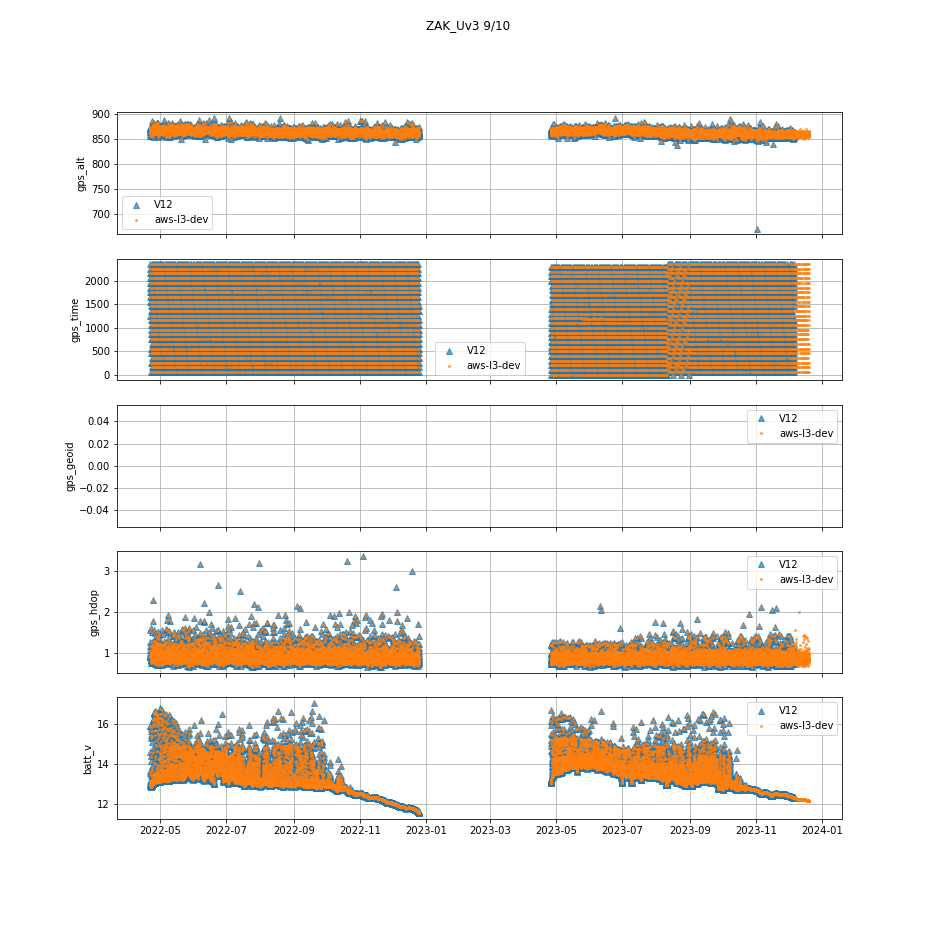 ZAK_Uv3 9/10
900
850
800
750
700
gps_alt
V12
aws-l3-dev
2000
1500
1000
500
0
gps_time
V12
aws-l3-dev
0.04
0.02
0.00
−0.02
−0.04
gps_geoid
V12
aws-l3-dev
3
2
1
gps_hdop
V12
aws-l3-dev
16
14
12
batt_v
V12
aws-l3-dev
2022-05 2022-07 2022-09 2022-11 2023-01 2023-03 2023-05 2023-07 2023-09 2023-11 2024-01